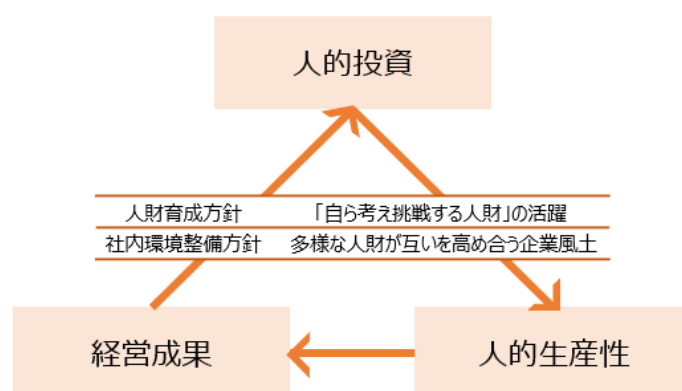 人的投資
人財育成方針 「自ら考え挑戦する人財」の活躍
社内環境整備方針 多様な人財が互いを高め合う企業風土
経営成果 人的生産性